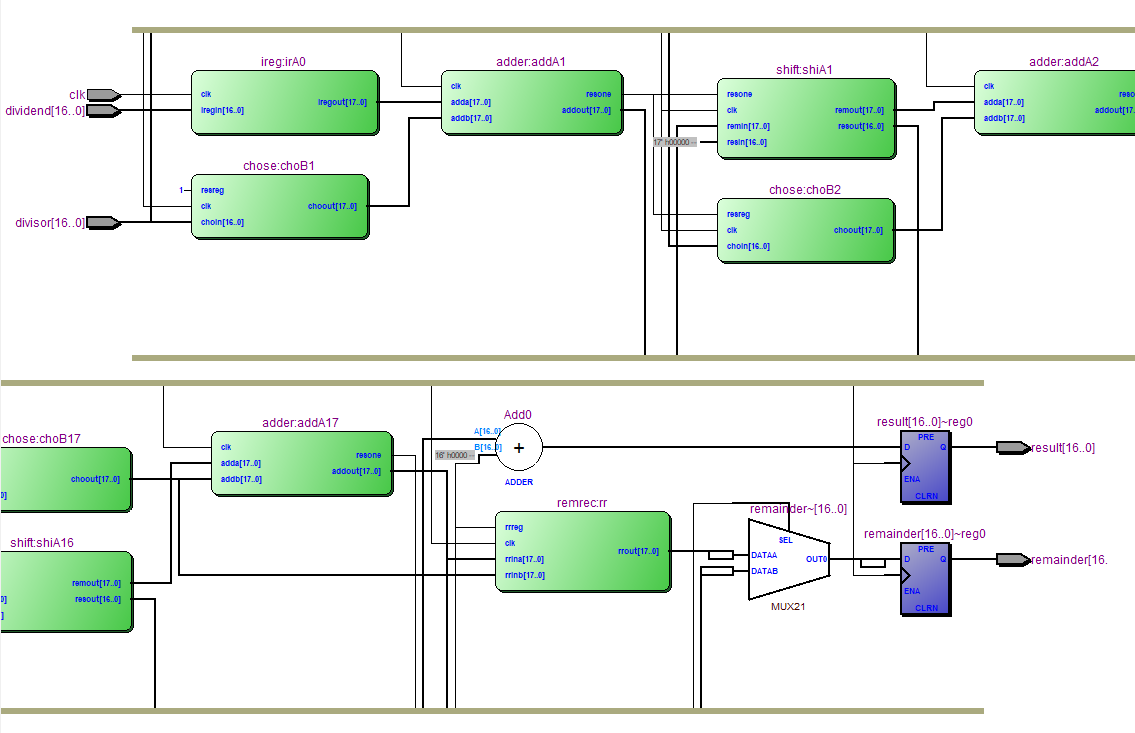 ireg:irA0
clk
iregin[16..0]
iregout[17..0]
clk
dividend[16..0]
chose:choB1
1
resreg
clk
choin[16..0]
choout[17..0]
divisor[16..0]
adder:addA1
clk
adda[17..0]
addb[17..0]
resone
addout[17..0]
shift:shiA1
resone
clk
remin[17..0]
resin[16..0]
remout[17..0]
resout[16..0]
17' h00000 --
chose:choB2
resreg
clk
choin[16..0]
choout[17..0]
adder:addA2
clk
adda[17..0]
addb[17..0]
reso
addout[17.
chose:choB17
choout[17..0]
0]
shift:shiA16
remout[17..0]
resout[16..0]
0]
]
adder:addA17
clk
adda[17..0]
addb[17..0]
resone
addout[17..0]
Add0
A[16..0]
B[16..0]
16' h0000 --
+
ADDER
remrec:rr
rrreg
clk
rrina[17..0]
rrinb[17..0]
rrout[17..0]
remainder~[16..0]
SEL
DATAA
DATAB
OUT0
MUX21
result[16..0]~reg0
PRE
D
Q
ENA
CLRN
result[16..0]
remainder[16..0]~reg0
PRE
D
Q
ENA
CLRN
remainder[16.